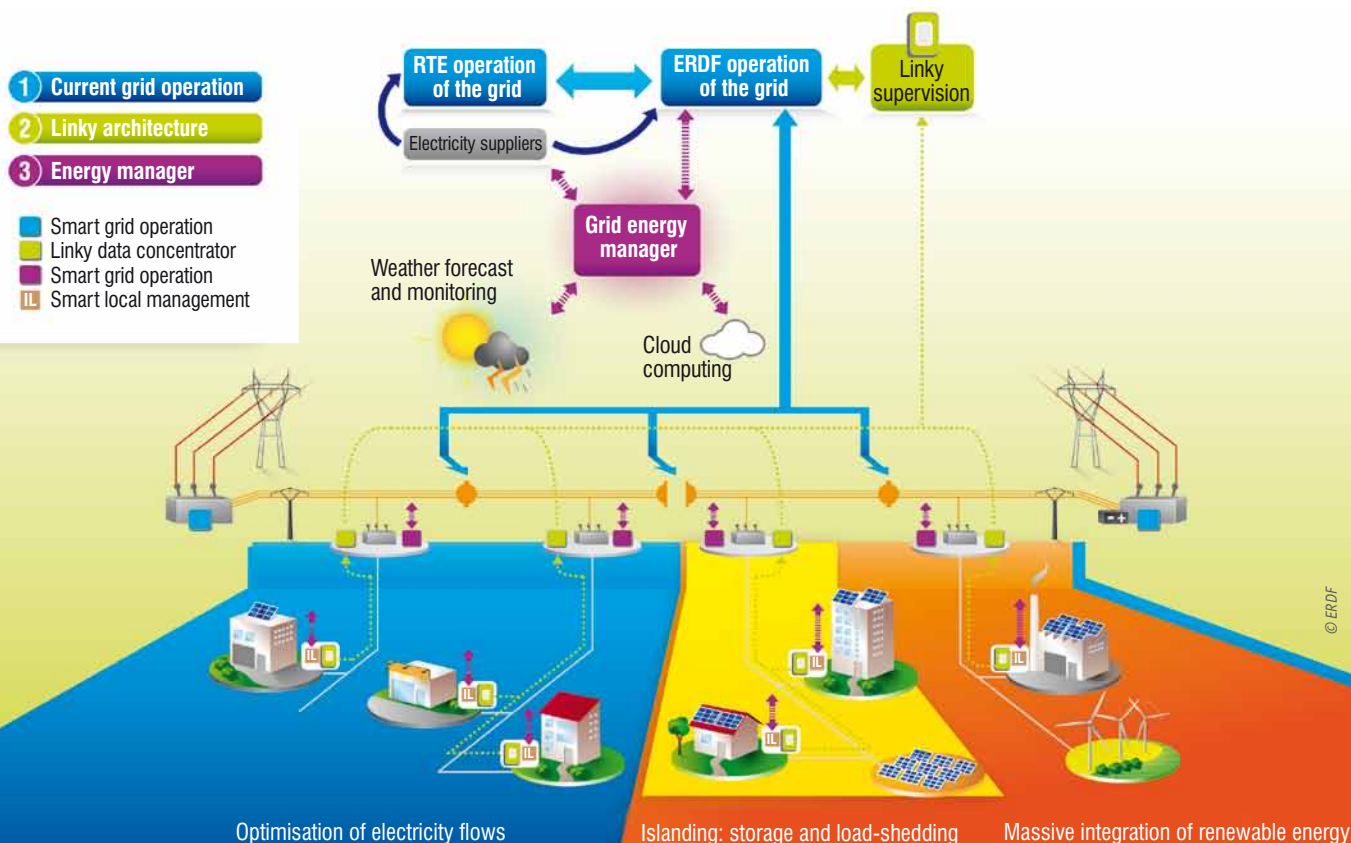 1 Current grid operation
2 Linky architecture
3 Energy manager
Smart grid operation
Linky data concentrator
Smart grid operation
IL Smart local management
RTE operation
of the grid
ERDF operation
of the grid
Linky
supervision
Electricity suppliers
Grid energy
manager
Weather forecast
and monitoring
Cloud
computing
- +
© ERDF
IL
IL
IL
IL
IL
IL
Optimisation of electricity flows
Islanding: storage and load-shedding
Massive integration of renewable energy